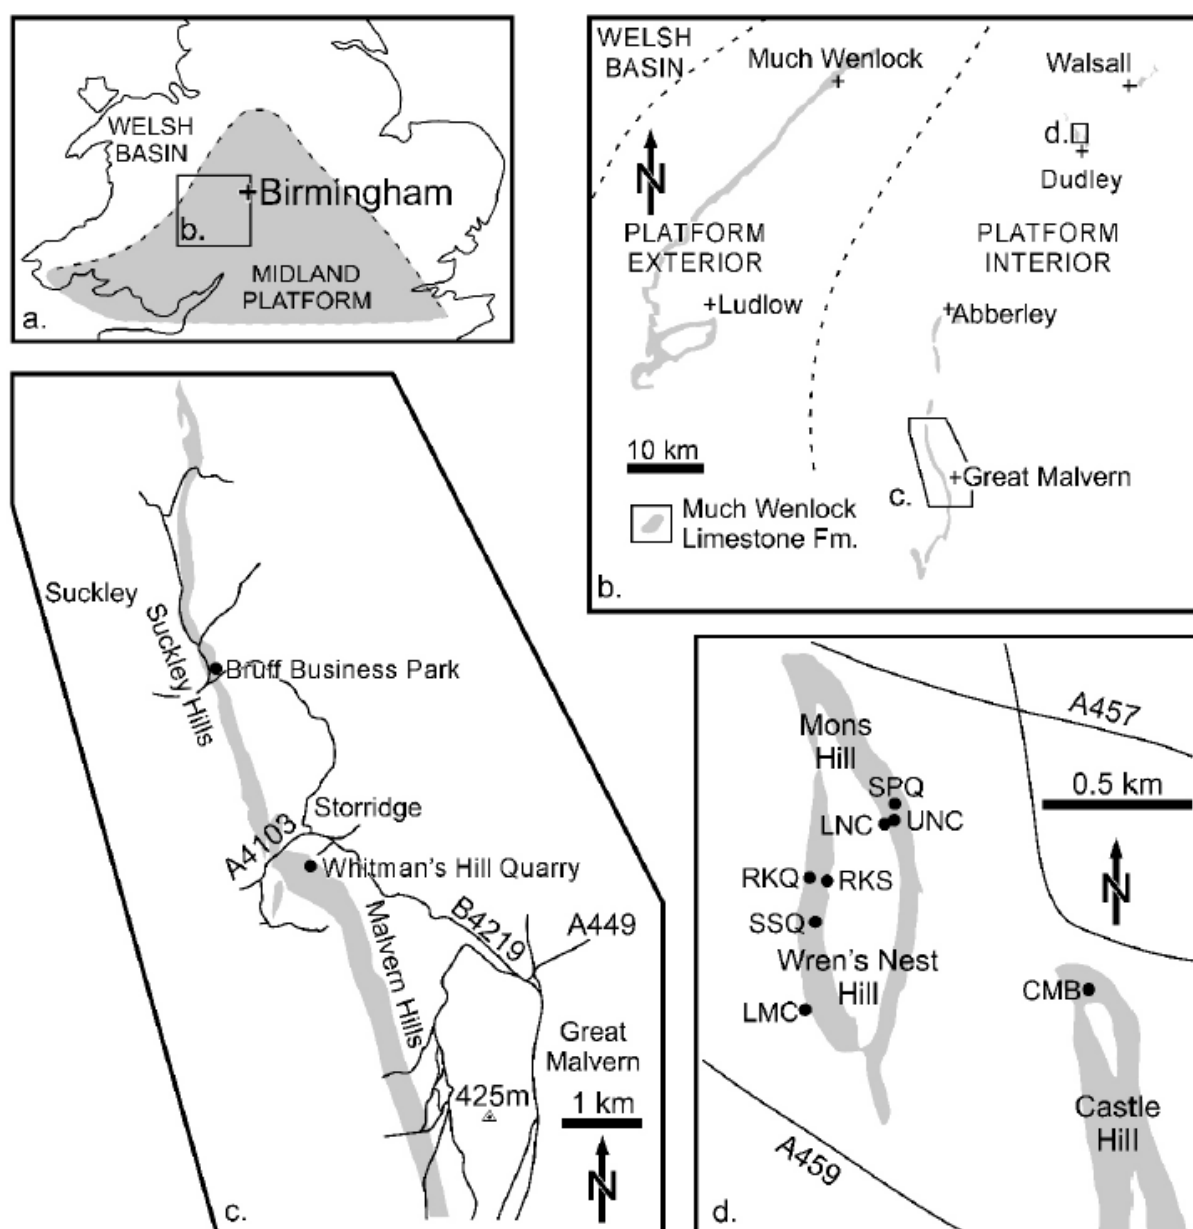 WELSH
BASIN
Birmingham
b.
MIDLAND
PLATFORM
a.
WELSH
BASIN
Much Wenlock
Walsall
d.
Dudley
N
PLATFORM
EXTERIOR
PLATFORM
INTERIOR
Ludlow
Abberley
10 km
Great Malvern
c.
Much Wenlock
Limestone Fm.
b.
Suckley
Suckley Hills
Bruff Business Park
Storridge
A4103
Whitman's Hill Quarry
Malvern Hills
B4219
A449
Great
Malvern
425m
1 km
N
c.
A457
Mons
Hill
0.5 km
SPQ
LNC
UNC
N
RKQ
RKS
SSQ
Wren's Nest
Hill
CMB
LMC
Castle
Hill
A459
d.